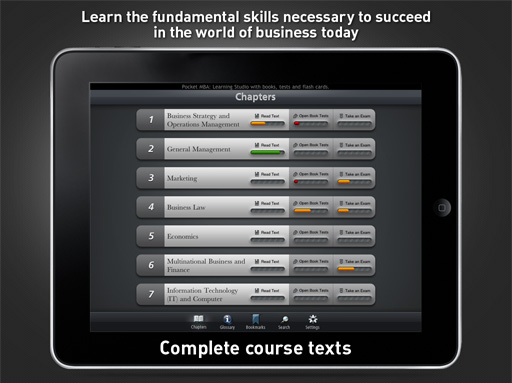 Learn the fundamental skills necessary to succeed
in the world of business today
Pocket MBA: Learning Studio with books, tests and flash cards.
Chapters
1 Business Strategy and Operations Management Read Text Open Book Tests Take an Exam
2 General Management Read Text Open Book Tests Take an Exam
3 Marketing Read Text Open Book Tests Take an Exam
4 Business Law Read Text Open Book Tests Take an Exam
5 Economics Read Text Open Book Tests Take an Exam
6 Multinational Business and Finance Read Text Open Book Tests Take an Exam
7 Information Technology (IT) and Computer Read Text Open Book Tests Take an Exam
Chapters Glossary Bookmarks Search Settings
Complete course texts